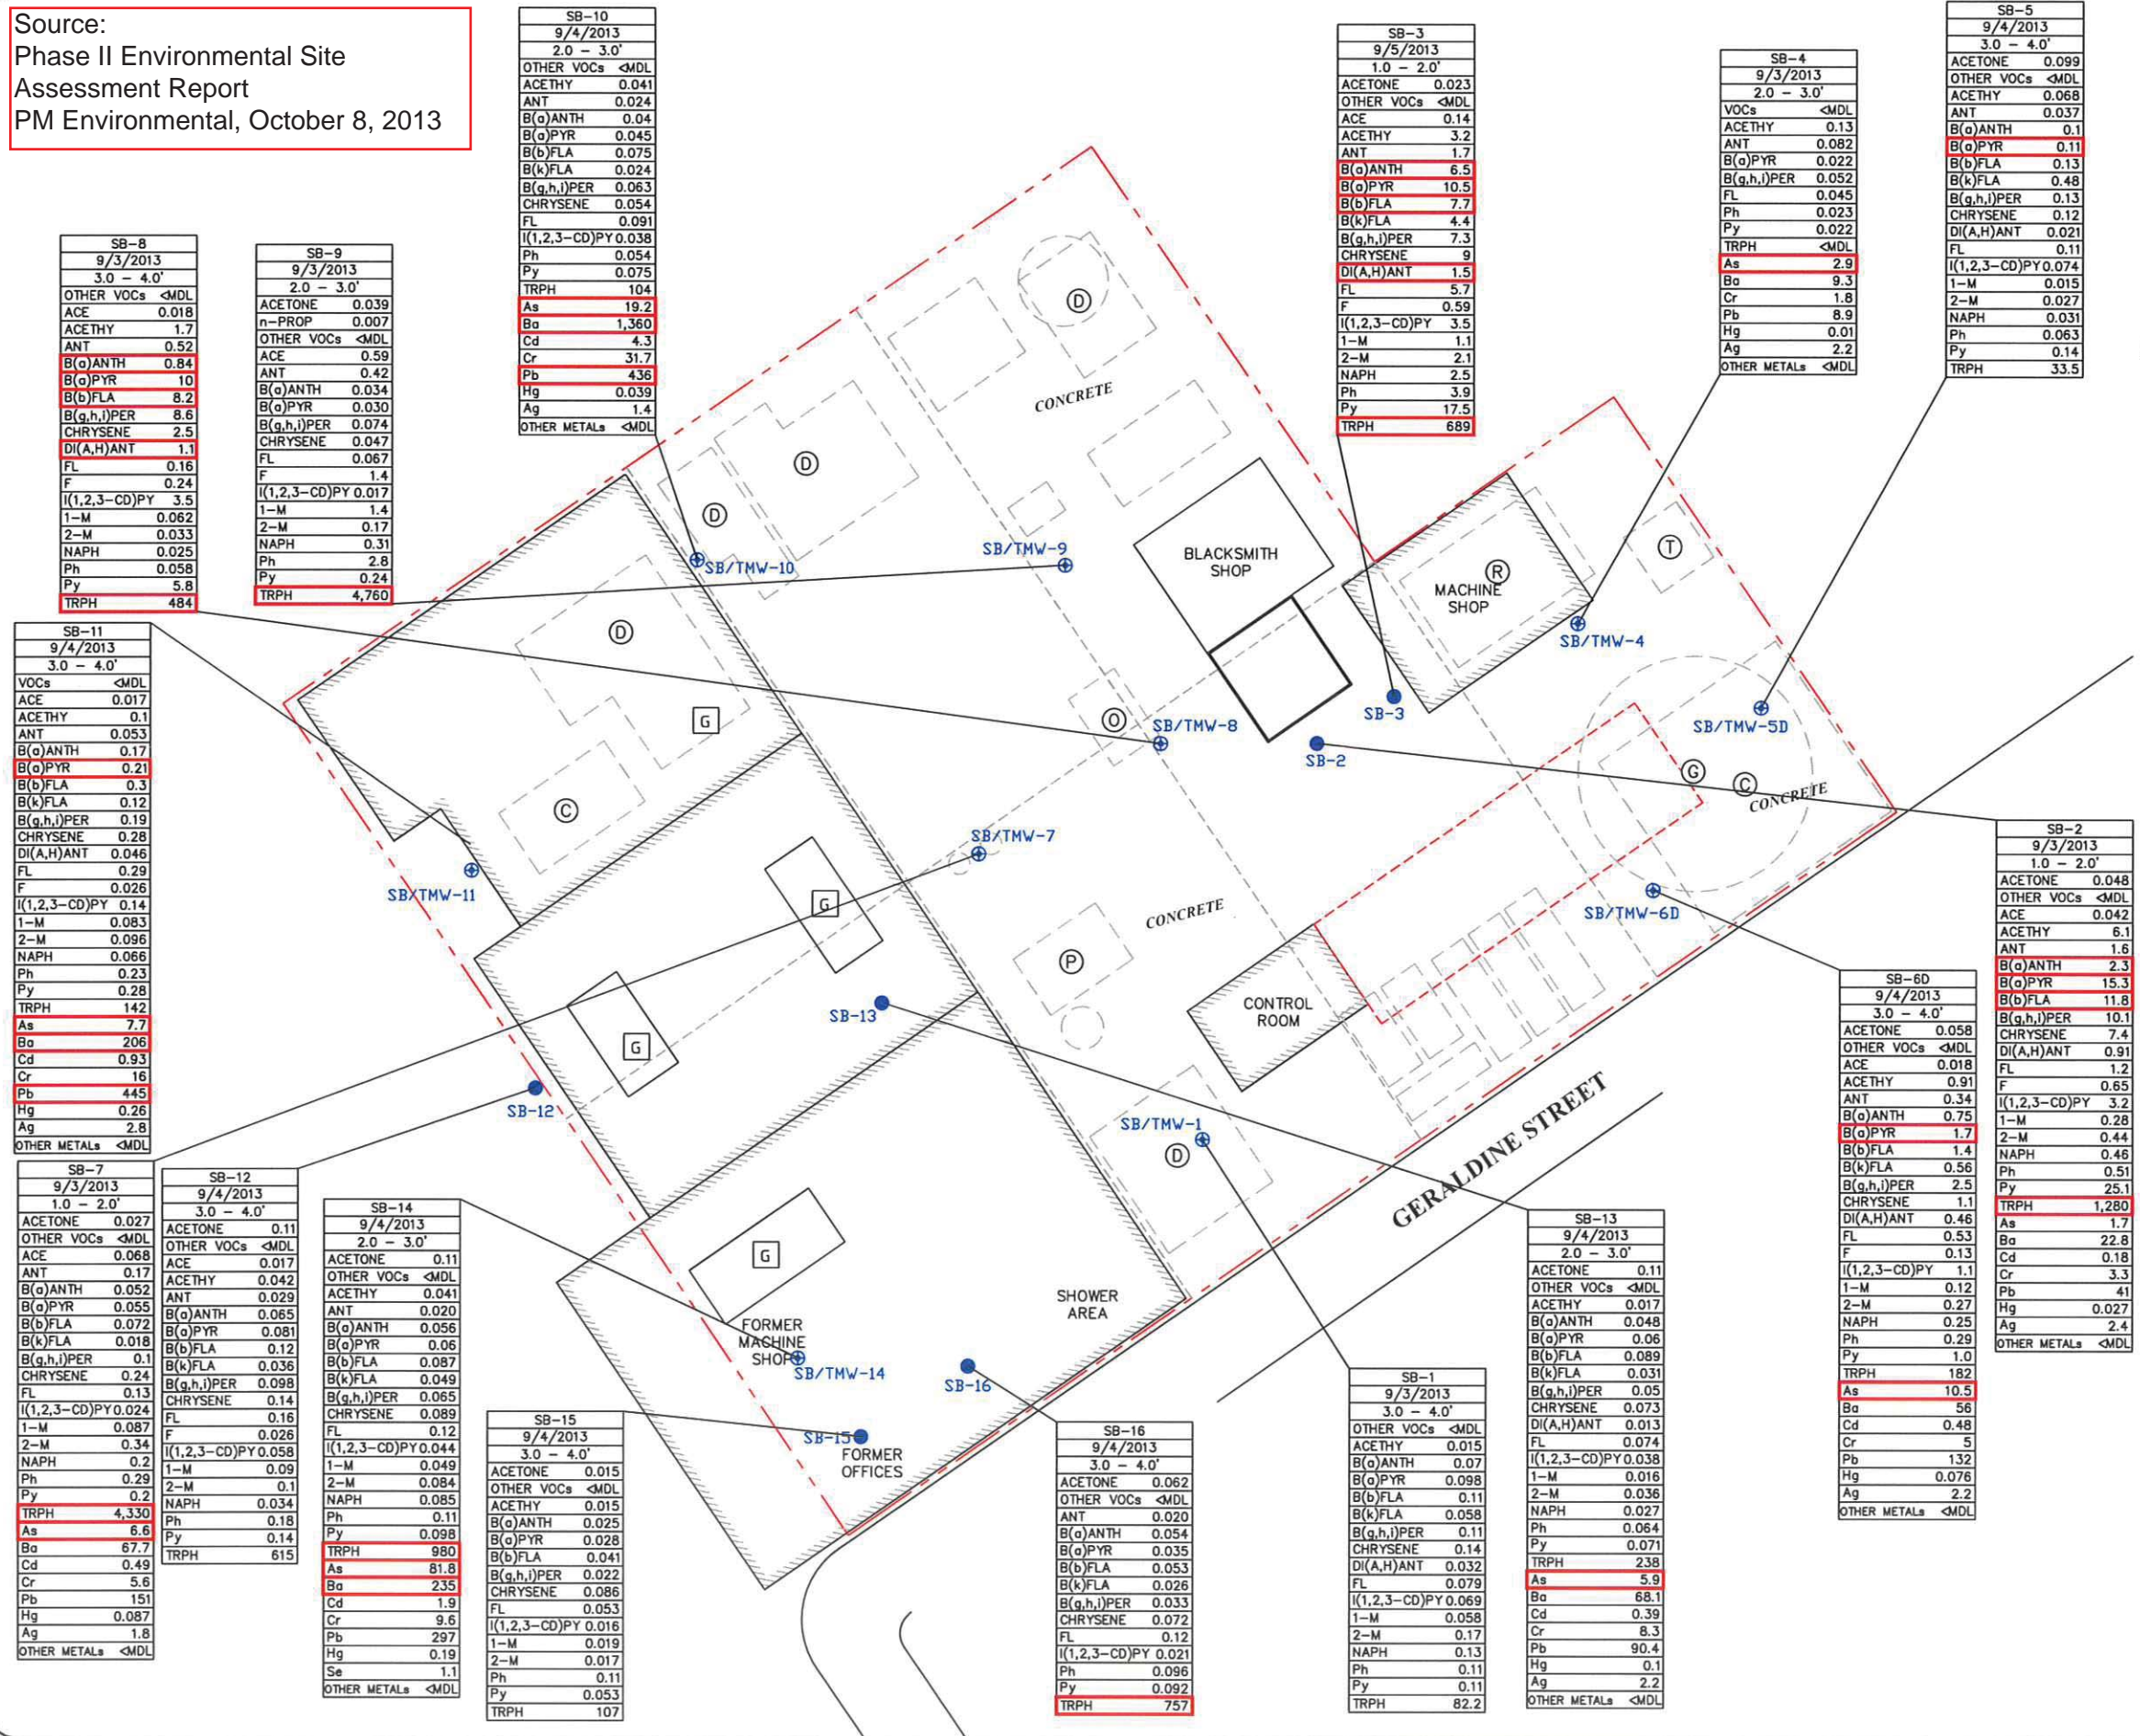 Source:
Phase II Environmental Site
Assessment Report
PM Environmental, October 8, 2013
SB-10
9/4/2013
2.0 - 3.0'
OTHER VOCs <MDL
ACETHY 0.041
ANT 0.024
B(a)ANTH 0.04
B(a)PYR 0.045
B(b)FLA 0.075
B(k)FLA 0.024
B(g,h,i)PER 0.063
CHRYSENE 0.054
FL 0.091
I(1,2,3-CD)PY 0.038
Ph 0.054
Py 0.075
TRPH 104
As 19.2
Ba 1,360
Cd 4.3
Cr 31.7
Pb 436
Hg 0.039
Ag 1.4
OTHER METALs <MDL
SB-3
9/5/2013
1.0 - 2.0'
ACETONE 0.023
OTHER VOCs <MDL
ACE 0.14
ACETHY 3.2
ANT 1.7
B(a)ANTH 6.5
B(a)PYR 10.5
B(b)FLA 7.7
B(k)FLA 4.4
B(g,h,i)PER 7.3
CHRYSENE 9
DI(A,H)ANT 1.5
FL 5.7
F 0.59
I(1,2,3-CD)PY 3.5
1-M 1.1
2-M 2.1
NAPH 2.5
Ph 3.9
Py 17.5
TRPH 689
SB-4
9/3/2013
2.0 - 3.0'
VOCs <MDL
ACETHY 0.13
ANT 0.082
B(a)PYR 0.022
B(g,h,i)PER 0.052
FL 0.045
Ph 0.023
Py 0.022
TRPH <MDL
As 2.9
Ba 9.3
Cr 1.8
Pb 8.9
Hg 0.01
Ag 2.2
OTHER METALs <MDL
SB-5
9/4/2013
3.0 - 4.0'
ACETONE 0.099
OTHER VOCs <MDL
ACETHY 0.068
ANT 0.037
B(a)ANTH 0.1
B(a)PYR 0.11
B(b)FLA 0.13
B(k)FLA 0.48
B(g,h,i)PER 0.13
CHRYSENE 0.12
DI(A,H)ANT 0.021
FL 0.11
I(1,2,3-CD)PY 0.074
1-M 0.015
2-M 0.027
NAPH 0.031
Ph 0.063
Py 0.14
TRPH 33.5
SB-8
9/3/2013
3.0 - 4.0'
OTHER VOCs <MDL
ACE 0.018
ACETHY 1.7
ANT 0.52
B(a)ANTH 0.84
B(a)PYR 10
B(b)FLA 8.2
B(g,h,i)PER 8.6
CHRYSENE 2.5
DI(A,H)ANT 1.1
FL 0.16
F 0.24
I(1,2,3-CD)PY 3.5
1-M 0.062
2-M 0.033
NAPH 0.025
Ph 0.058
Py 5.8
TRPH 484
SB-9
9/3/2013
2.0 - 3.0'
ACETONE 0.039
n-PROP 0.007
OTHER VOCs <MDL
ACE 0.59
ANT 0.42
B(a)ANTH 0.034
B(a)PYR 0.030
B(g,h,i)PER 0.074
CHRYSENE 0.047
FL 0.067
F 1.4
I(1,2,3-CD)PY 0.017
1-M 1.4
2-M 0.17
NAPH 0.31
Ph 2.8
Py 0.24
TRPH 4,760
SB-11
9/4/2013
3.0 - 4.0'
VOCs <MDL
ACE 0.017
ACETHY 0.1
ANT 0.053
B(a)ANTH 0.17
B(a)PYR 0.21
B(b)FLA 0.3
B(k)FLA 0.12
B(g,h,i)PER 0.19
CHRYSENE 0.28
DI(A,H)ANT 0.046
FL 0.29
F 0.026
I(1,2,3-CD)PY 0.14
1-M 0.083
2-M 0.096
NAPH 0.066
Ph 0.23
Py 0.28
TRPH 142
As 7.7
Ba 206
Cd 0.93
Cr 16
Pb 445
Hg 0.26
Ag 2.8
OTHER METALs <MDL
D
CONCRETE
D
D
SB/TMW-10
SB/TMW-9
BLACKSMITH
SHOP
R
MACHINE
SHOP
T
SB/TMW-4
D
G
O
SB/TMW-8
SB-3
SB-2
SB/TMW-5D
G
C
CONCRETE
C
SB/TMW-7
SB/TMW-11
G
CONCRETE
SB/TMW-6D
P
SB-13
CONTROL
ROOM
G
SB-12
SB/TMW-1
D
GERALDINE STREET
G
SHOWER
AREA
FORMER
MACHINE
SHOP
SB/TMW-14
SB-16
SB-15
FORMER
OFFICES
SB-2
9/3/2013
1.0 - 2.0'
ACETONE 0.048
OTHER VOCs <MDL
ACE 0.042
ACETHY 6.1
ANT 1.6
B(a)ANTH 2.3
B(a)PYR 15.3
B(b)FLA 11.8
B(g,h,i)PER 10.1
CHRYSENE 7.4
DI(A,H)ANT 0.91
FL 1.2
F 0.65
I(1,2,3-CD)PY 3.2
1-M 0.28
2-M 0.44
NAPH 0.46
Ph 0.51
Py 25.1
TRPH 1,280
As 1.7
Ba 22.8
Cd 0.18
Cr 3.3
Pb 41
Hg 0.027
Ag 2.4
OTHER METALs <MDL
SB-6D
9/4/2013
3.0 - 4.0'
ACETONE 0.058
OTHER VOCs <MDL
ACE 0.018
ACETHY 0.91
ANT 0.34
B(a)ANTH 0.75
B(a)PYR 1.7
B(b)FLA 1.4
B(k)FLA 0.56
B(g,h,i)PER 2.5
CHRYSENE 1.1
DI(A,H)ANT 0.46
FL 0.53
F 0.13
I(1,2,3-CD)PY 1.1
1-M 0.12
2-M 0.27
NAPH 0.25
Ph 0.29
Py 1.0
TRPH 182
As 10.5
Ba 56
Cd 0.48
Cr 5
Pb 132
Hg 0.076
Ag 2.2
OTHER METALs <MDL
SB-7
9/3/2013
1.0 - 2.0'
ACETONE 0.027
OTHER VOCs <MDL
ACE 0.068
ANT 0.17
B(a)ANTH 0.052
B(a)PYR 0.055
B(b)FLA 0.072
B(k)FLA 0.018
B(g,h,i)PER 0.1
CHRYSENE 0.24
FL 0.13
I(1,2,3-CD)PY 0.024
1-M 0.087
2-M 0.34
NAPH 0.2
Ph 0.29
Py 0.2
TRPH 4,330
As 6.6
Ba 67.7
Cd 0.49
Cr 5.6
Pb 151
Hg 0.087
Ag 1.8
OTHER METALs <MDL
SB-12
9/4/2013
3.0 - 4.0'
ACETONE 0.11
OTHER VOCs <MDL
ACE 0.017
ACETHY 0.042
ANT 0.029
B(a)ANTH 0.065
B(a)PYR 0.081
B(b)FLA 0.12
B(k)FLA 0.036
B(g,h,i)PER 0.098
CHRYSENE 0.14
FL 0.16
F 0.026
I(1,2,3-CD)PY 0.058
1-M 0.09
2-M 0.1
NAPH 0.034
Ph 0.18
Py 0.14
TRPH 615
SB-14
9/4/2013
2.0 - 3.0'
ACETONE 0.11
OTHER VOCs <MDL
ACETHY 0.041
ANT 0.020
B(a)ANTH 0.056
B(a)PYR 0.06
B(b)FLA 0.087
B(k)FLA 0.049
B(g,h,i)PER 0.065
CHRYSENE 0.089
FL 0.12
I(1,2,3-CD)PY 0.044
1-M 0.049
2-M 0.084
NAPH 0.085
Ph 0.11
Py 0.098
TRPH 980
As 81.8
Ba 235
Cd 1.9
Cr 9.6
Pb 297
Hg 0.19
Se 1.1
OTHER METALs <MDL
SB-15
9/4/2013
3.0 - 4.0'
ACETONE 0.015
OTHER VOCs <MDL
ACETHY 0.015
B(a)ANTH 0.025
B(a)PYR 0.028
B(b)FLA 0.041
B(g,h,i)PER 0.022
CHRYSENE 0.086
FL 0.053
I(1,2,3-CD)PY 0.016
1-M 0.019
2-M 0.017
Ph 0.11
Py 0.053
TRPH 107
SB-16
9/4/2013
3.0 - 4.0'
ACETONE 0.062
OTHER VOCs <MDL
ANT 0.020
B(a)ANTH 0.054
B(a)PYR 0.035
B(b)FLA 0.053
B(k)FLA 0.026
B(g,h,i)PER 0.033
CHRYSENE 0.072
FL 0.12
I(1,2,3-CD)PY 0.021
Ph 0.096
Py 0.092
TRPH 757
SB-1
9/3/2013
3.0 - 4.0'
OTHER VOCs <MDL
ACETHY 0.015
B(a)ANTH 0.07
B(a)PYR 0.098
B(b)FLA 0.11
B(k)FLA 0.058
B(g,h,i)PER 0.11
CHRYSENE 0.14
DI(A,H)ANT 0.032
FL 0.079
I(1,2,3-CD)PY 0.069
1-M 0.058
2-M 0.17
NAPH 0.13
Ph 0.11
Py 0.11
TRPH 82.2
SB-13
9/4/2013
2.0 - 3.0'
ACETONE 0.11
OTHER VOCs <MDL
ACETHY 0.017
B(a)ANTH 0.048
B(a)PYR 0.06
B(b)FLA 0.089
B(k)FLA 0.031
B(g,h,i)PER 0.05
CHRYSENE 0.073
DI(A,H)ANT 0.013
FL 0.074
I(1,2,3-CD)PY 0.038
1-M 0.016
2-M 0.036
NAPH 0.027
Ph 0.064
Py 0.071
TRPH 238
As 5.9
Ba 68.1
Cd 0.39
Cr 8.3
Pb 90.4
Hg 0.1
Ag 2.2
OTHER METALs <MDL